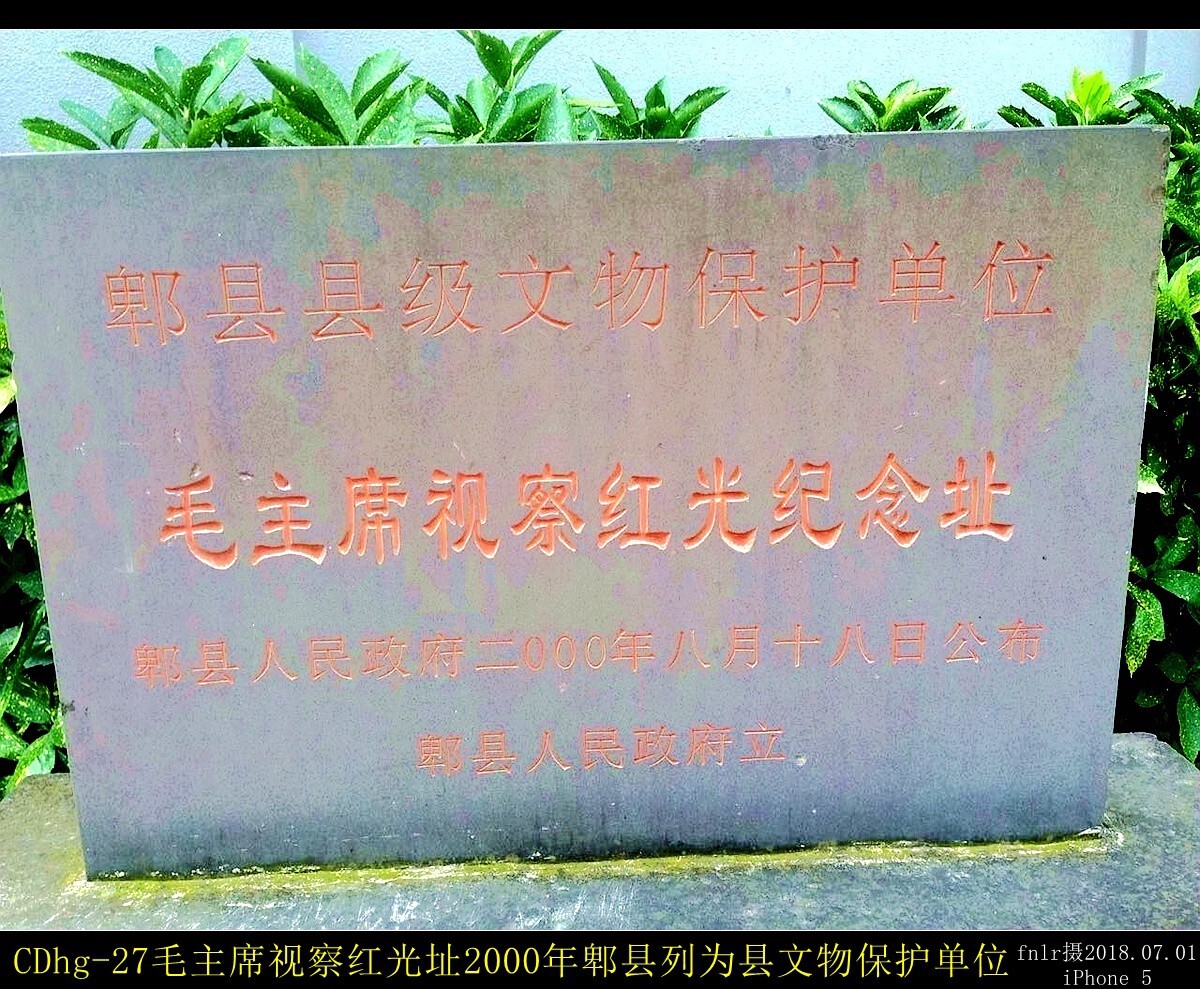 郫县县级文物保护单位
毛主席视察红光纪念址
郫县人民政府二000年八月十八日公布
郫县人民政府立
CDhg-27毛主席视察红光址2000年郫县列为县文物保护单位
fnlr摄2018.07.01
iPhone 5